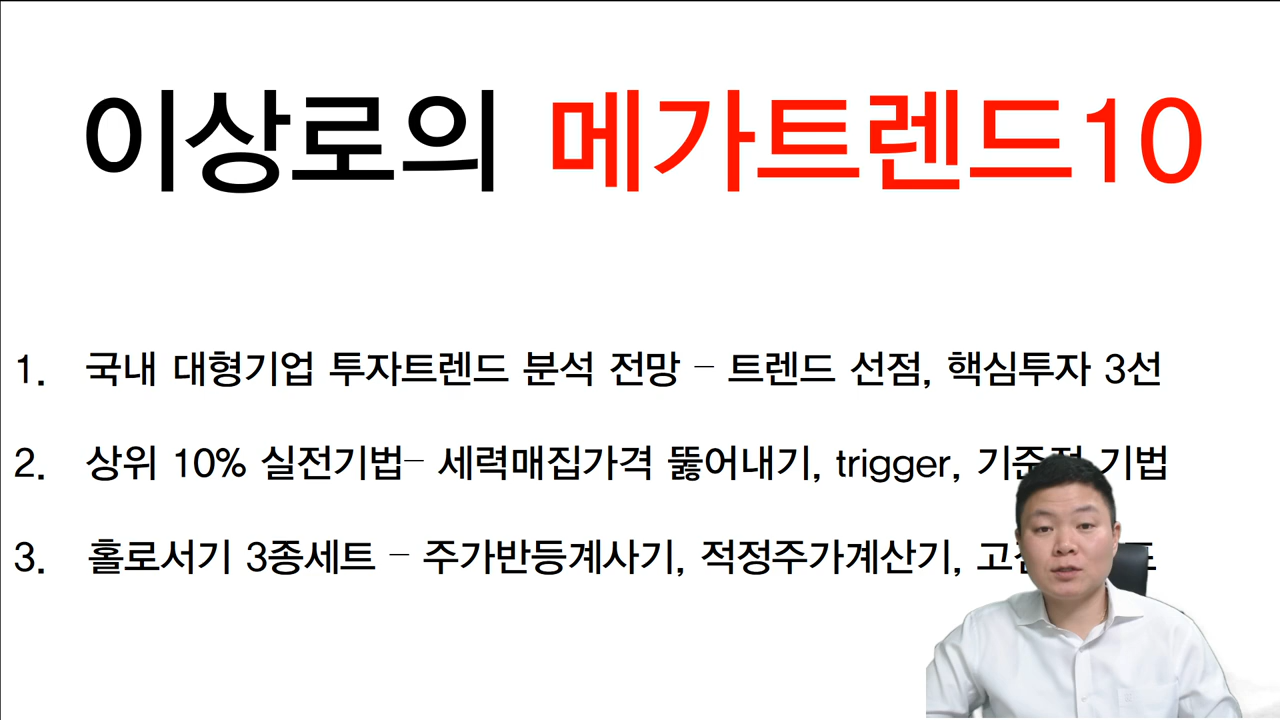 이상로의 메가트렌드10
1. 국내 대형기업 투자트렌드 분석 전망 - 트렌드 선점, 핵심투자 3선
2. 상위 10% 실전기법- 세력매집가격 뚫어내기, trigger, 기준점 기법
3. 홀로서기 3종세트 - 주가반등계사기, 적정주가계산기,